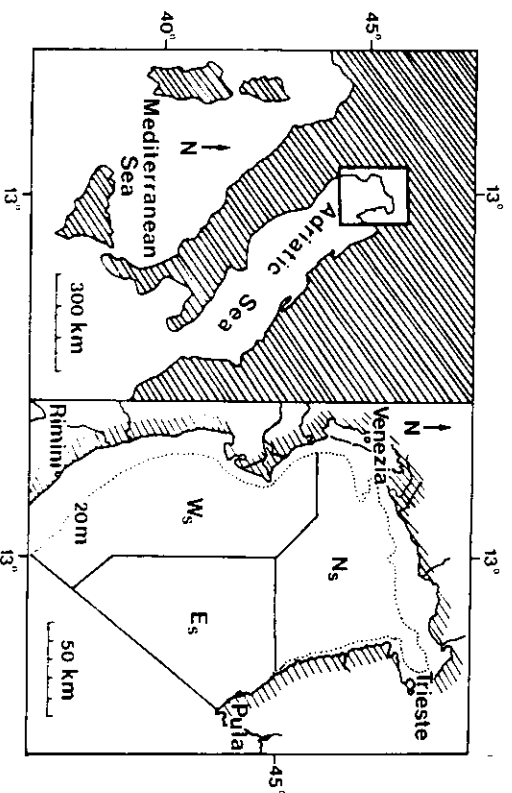 40°
45°
13°
13°
Mediterranean
Sea
N
Adriatic
Sea
300 km
N
Venezia
Rimini
20m
Ws
Ns
Es
13°
13°
50 km
Trieste
Pula
45°